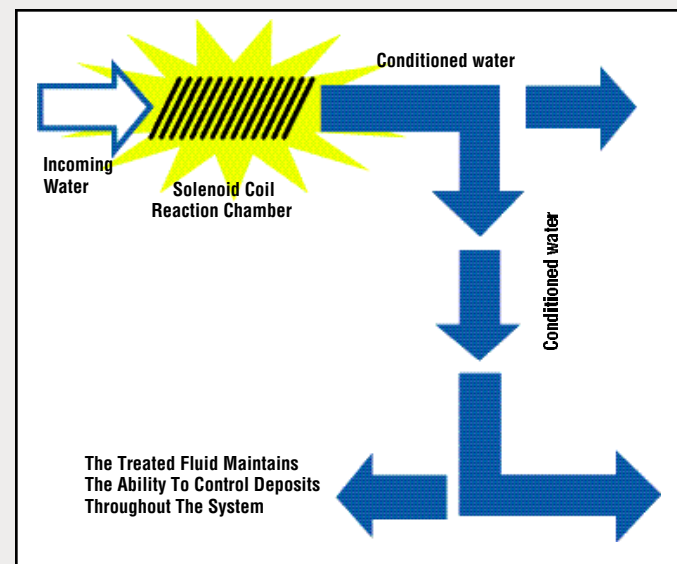 Conditioned water
Incoming
Water
Solenoid Coil
Reaction Chamber
Conditioned water
The Treated Fluid Maintains
The Ability To Control Deposits
Throughout The System